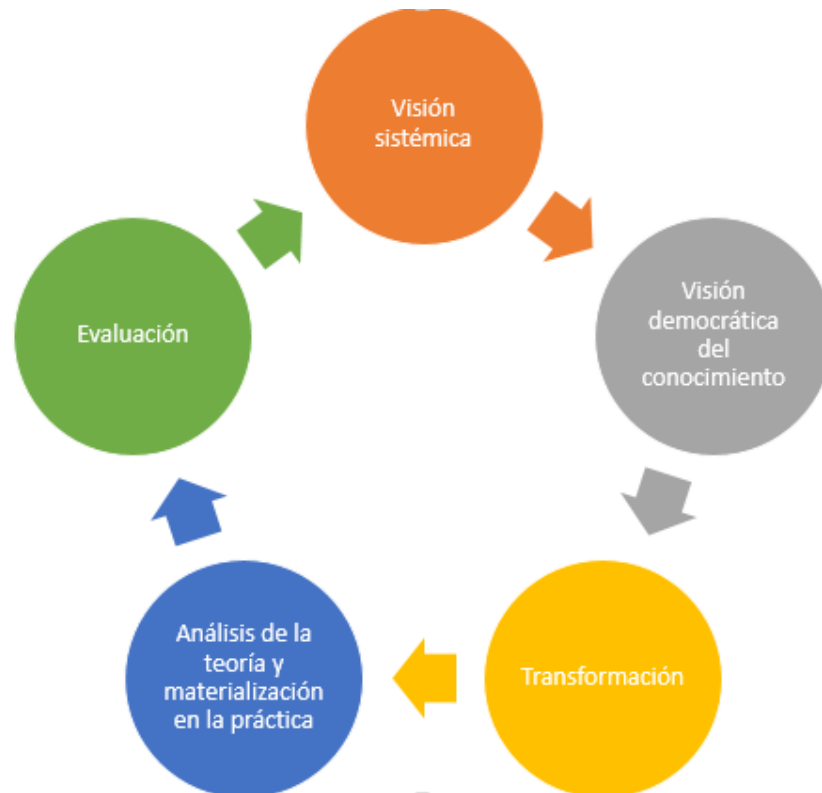 Visión
sistémica
Visión
democrática
del
conocimiento
Transformación
Análisis de la
teoría y
materialización
en la práctica
Evaluación